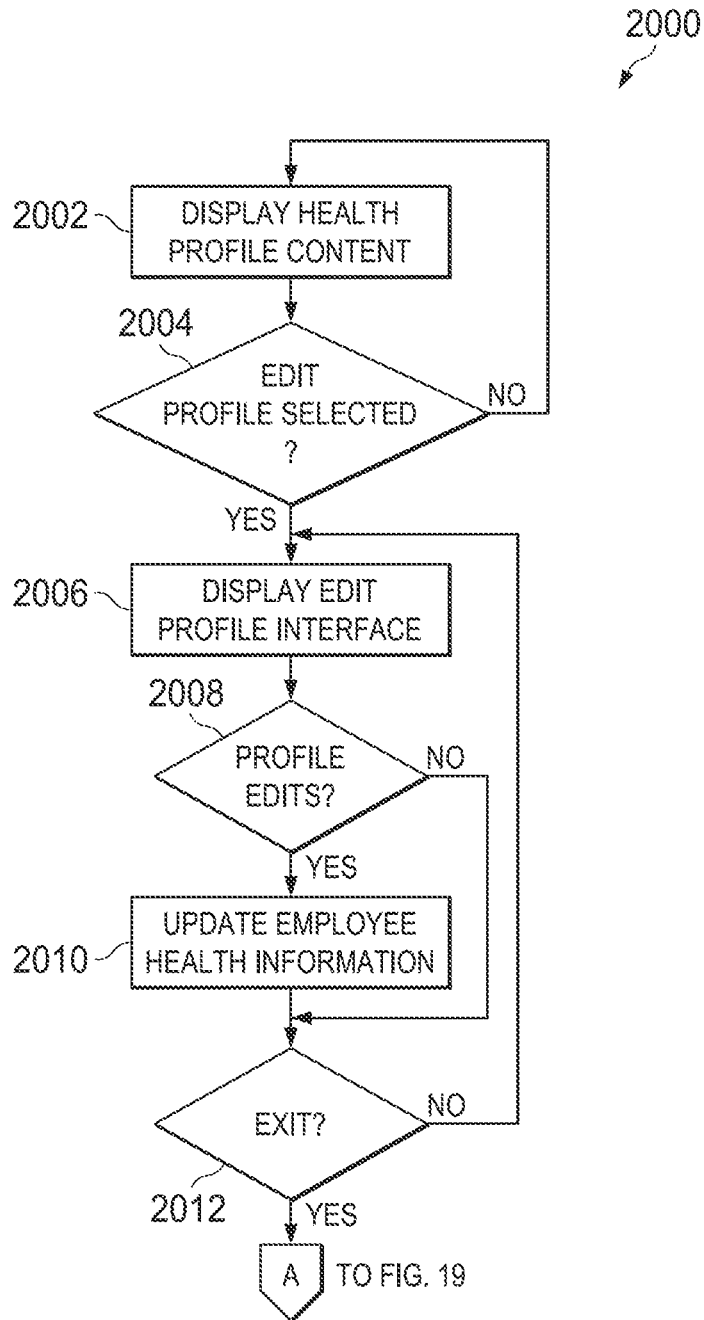 2000
2002
DISPLAY HEALTH
PROFILE CONTENT
2004
EDIT
PROFILE SELECTED
?
NO
YES
2006
DISPLAY EDIT
PROFILE INTERFACE
2008
PROFILE
EDITS?
NO
YES
2010
UPDATE EMPLOYEE
HEALTH INFORMATION
EXIT?
NO
2012
YES
A TO FIG. 19